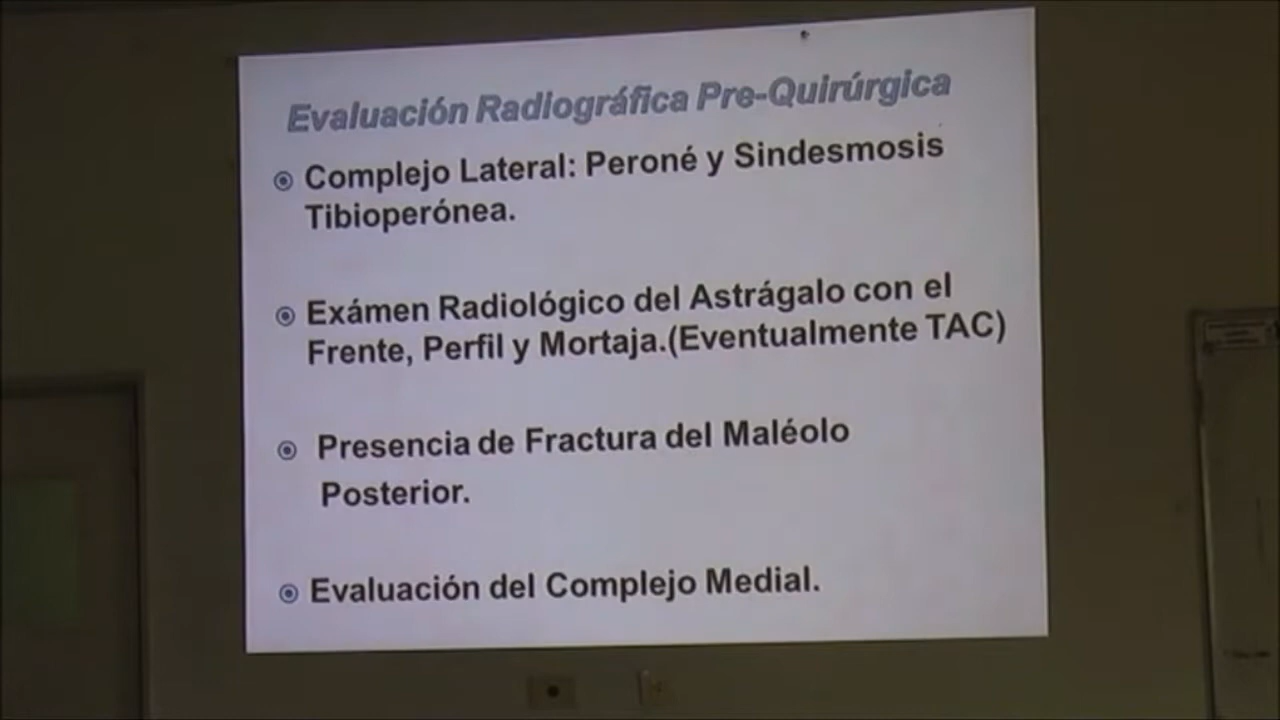 Evaluación Radiográfica Pre-Quirúrgica
Complejo Lateral: Peroné y Sindesmosis
Tibioperónea.
Exámen Radiológico del Astrágalo con el
Frente, Perfil y Mortaja.(Eventualmente TAC)
Presencia de Fractura del Maléolo
Posterior.
Evaluación del Complejo Medial.